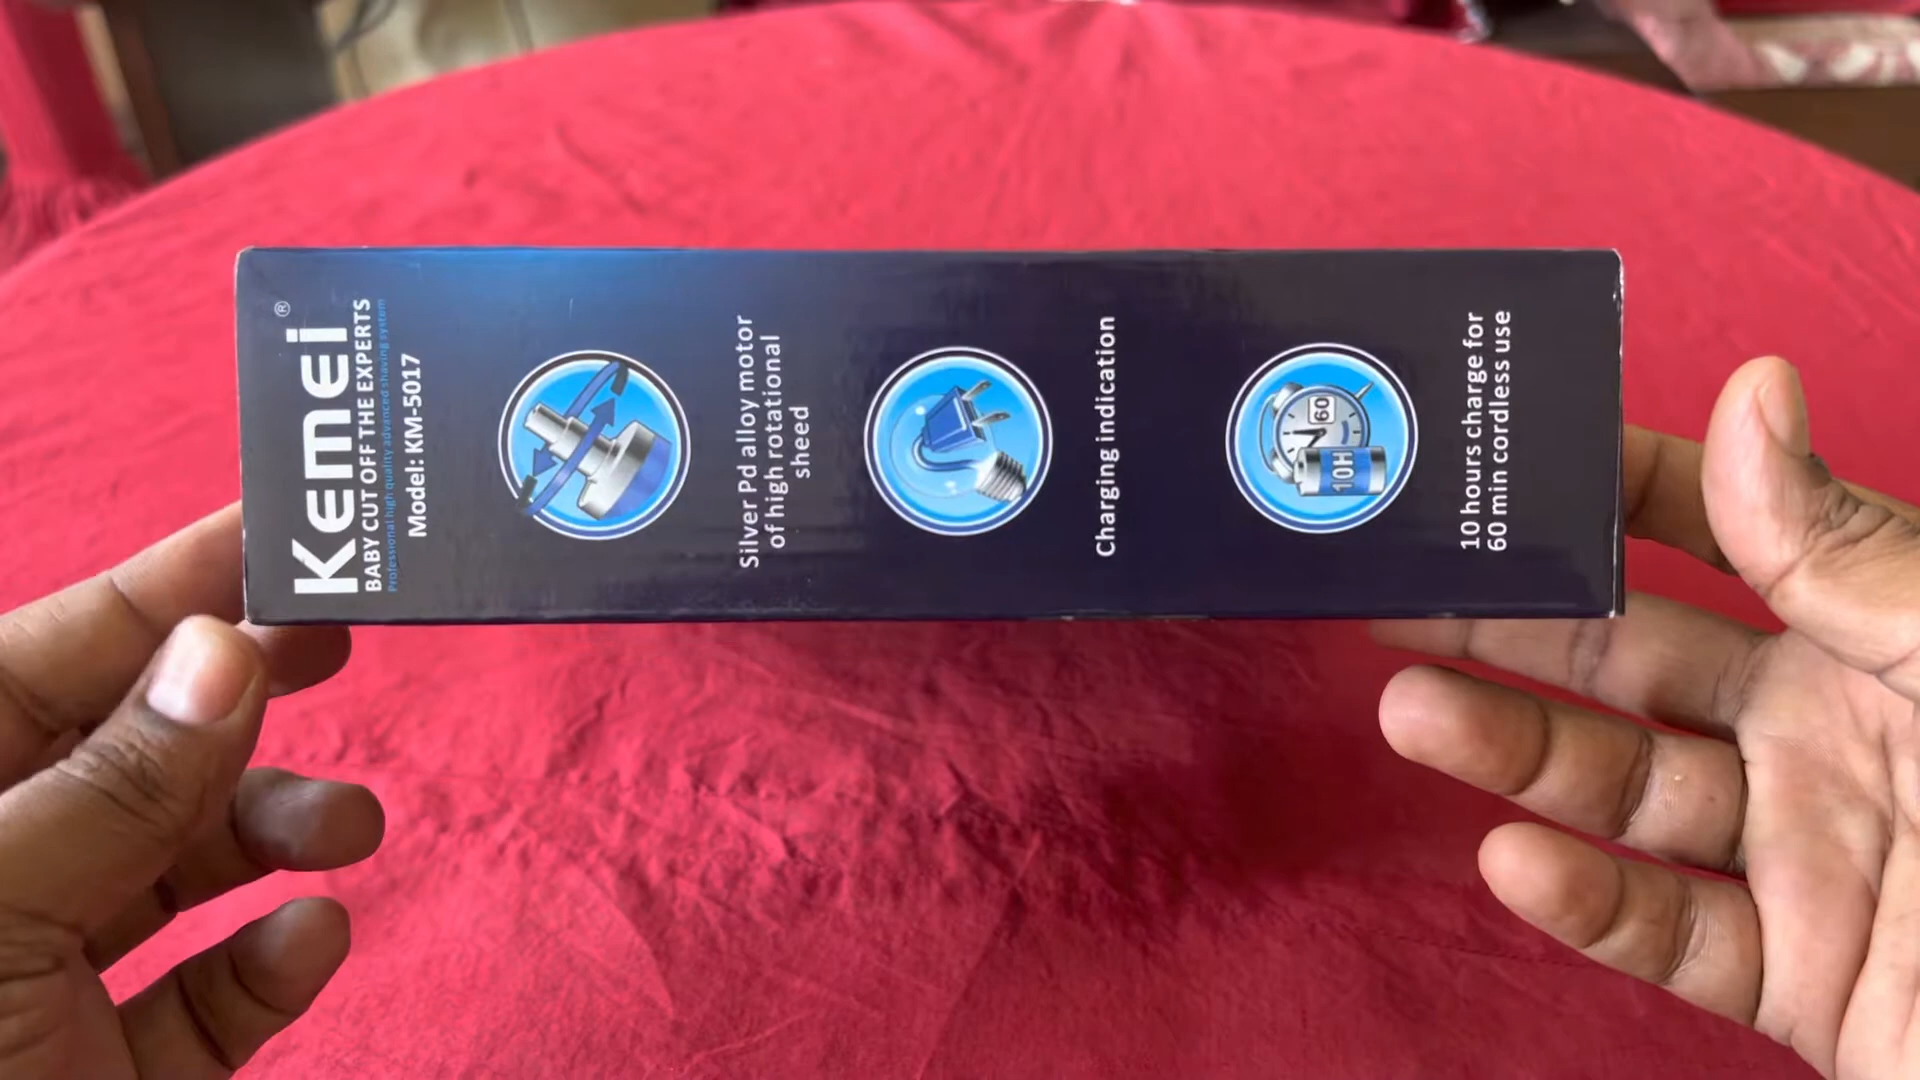 Kemei®
BABY CUT OFF THE EXPERTS
Professional high quality advanced shaving system
Model: KM-5017
Silver Pd alloy motor
of high rotational
sheed
Charging indication
60
10H
10 hours charge for
60 min cordless use